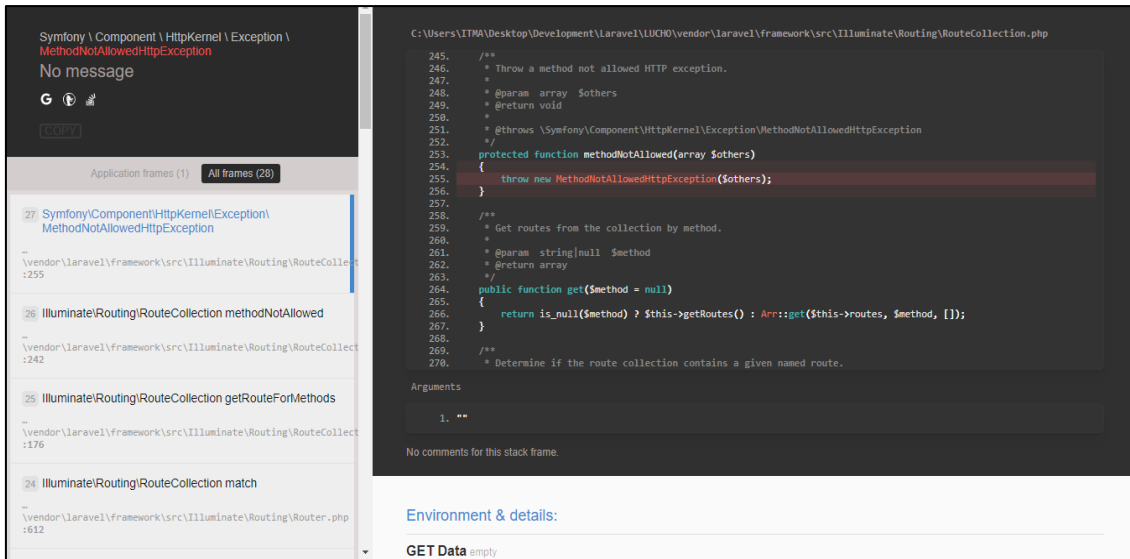 Symfony \ Component \ HttpKernel \ Exception \
MethodNotAllowedHttpException
No message
G
COPY
Application frames (1) All frames (28)
27 Symfony\Component\HttpKernel\Exception\
MethodNotAllowedHttpException
…
\vendor\laravel\framework\src\Illuminate\Routing\RouteCollect
:255
26 Illuminate\Routing\RouteCollection methodNotAllowed
…
\vendor\laravel\framework\src\Illuminate\Routing\RouteCollect
:242
25 Illuminate\Routing\RouteCollection getRouteForMethods
…
\vendor\laravel\framework\src\Illuminate\Routing\RouteCollect
:176
24 Illuminate\Routing\RouteCollection match
…
\vendor\laravel\framework\src\Illuminate\Routing\Router.php
:612
C:\Users\ITMA\Desktop\Development\Laravel\LUCHO\vendor\laravel\framework\src\Illuminate\Routing\RouteCollection.php
245. /**
246. * Throw a method not allowed HTTP exception.
247. *
248. * @param array $others
249. * @return void
250. *
251. * @throws \Symfony\Component\HttpKernel\Exception\MethodNotAllowedHttpException
252. */
253. protected function methodNotAllowed(array $others)
254. {
255. throw new MethodNotAllowedHttpException($others);
256. }
257.
258. /**
259. * Get routes from the collection by method.
260. *
261. * @param string|null $method
262. * @return array
263. */
264. public function get($method = null)
265. {
266. return is_null($method) ? $this->getRoutes() : Arr::get($this->routes, $method, []);
267. }
268.
269. /**
270. * Determine if the route collection contains a given named route.
Arguments
1. ""
No comments for this stack frame.
Environment & details:
GET Data empty